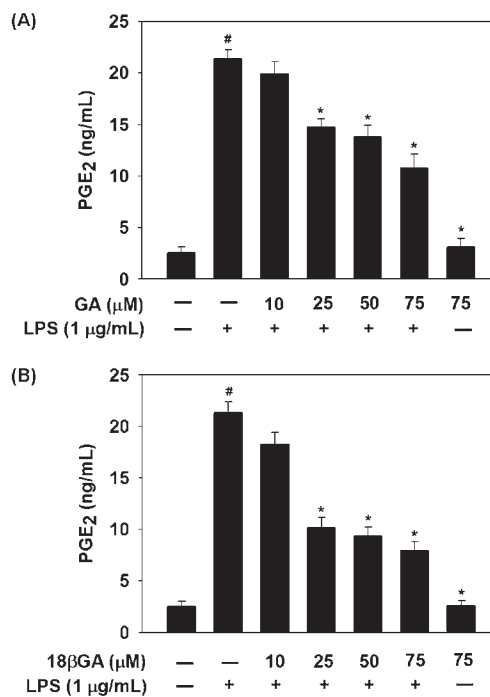 (A)
25
20
15
10
5
0
PGE2 (ng/mL)
#
*
*
*
*
GA (μM) — — 10 25 50 75 75
LPS (1 μg/mL) — + + + + + —
(B)
25
20
15
10
5
0
PGE2 (ng/mL)
#
*
*
*
*
18βGA (μM) — — 10 25 50 75 75
LPS (1 μg/mL) — + + + + + —